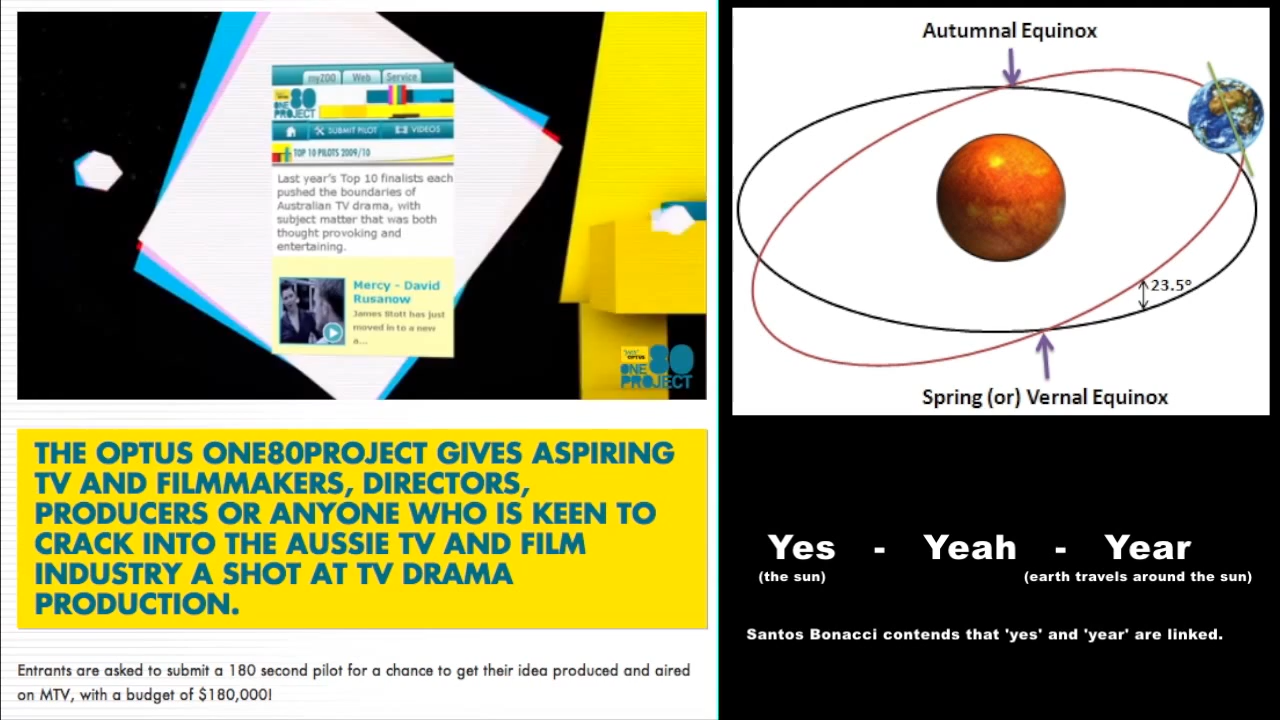 myZOO Web Service
ONE
80
PROJECT
SUBMIT PILOT VIDEOS
TOP 10 PILOTS 2009/10
Last year's Top 10 finalists each
pushed the boundaries of
Australian TV drama, with
subject matter that was both
thought provoking and
entertaining.
Mercy - David
Rusanow
James Stott has just
moved in to a new
a...
'yes'
OPTUS
ONE
80
PROJECT
THE OPTUS ONE80PROJECT GIVES ASPIRING
TV AND FILMMAKERS, DIRECTORS,
PRODUCERS OR ANYONE WHO IS KEEN TO
CRACK INTO THE AUSSIE TV AND FILM
INDUSTRY A SHOT AT TV DRAMA
PRODUCTION.
Entrants are asked to submit a 180 second pilot for a chance to get their idea produced and aired
on MTV, with a budget of $180,000!
Autumnal Equinox
23.5°
Spring (or) Vernal Equinox
Yes - Yeah - Year
(the sun) (earth travels around the sun)
Santos Bonacci contends that 'yes' and 'year' are linked.